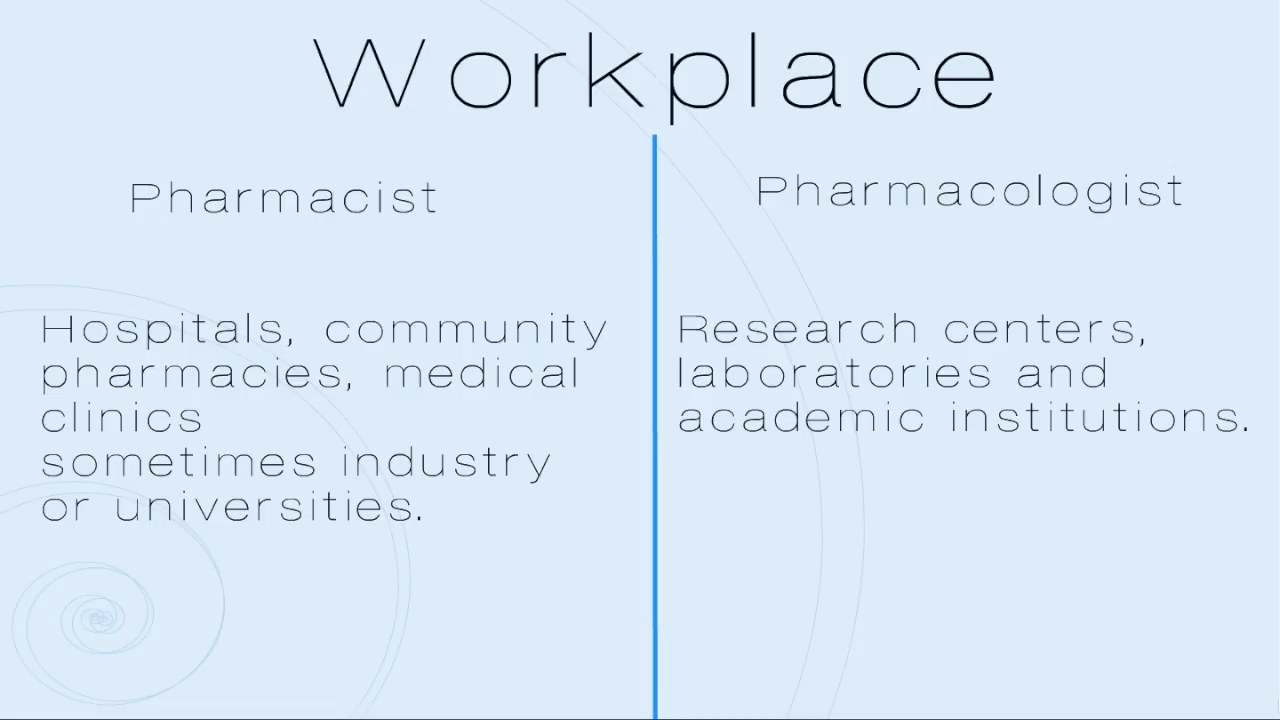 Workplace
Pharmacist
Hospitals, community
pharmacies, medical
clinics
sometimes industry
or universities.
Pharmacologist
Research centers,
laboratories and
academic institutions.